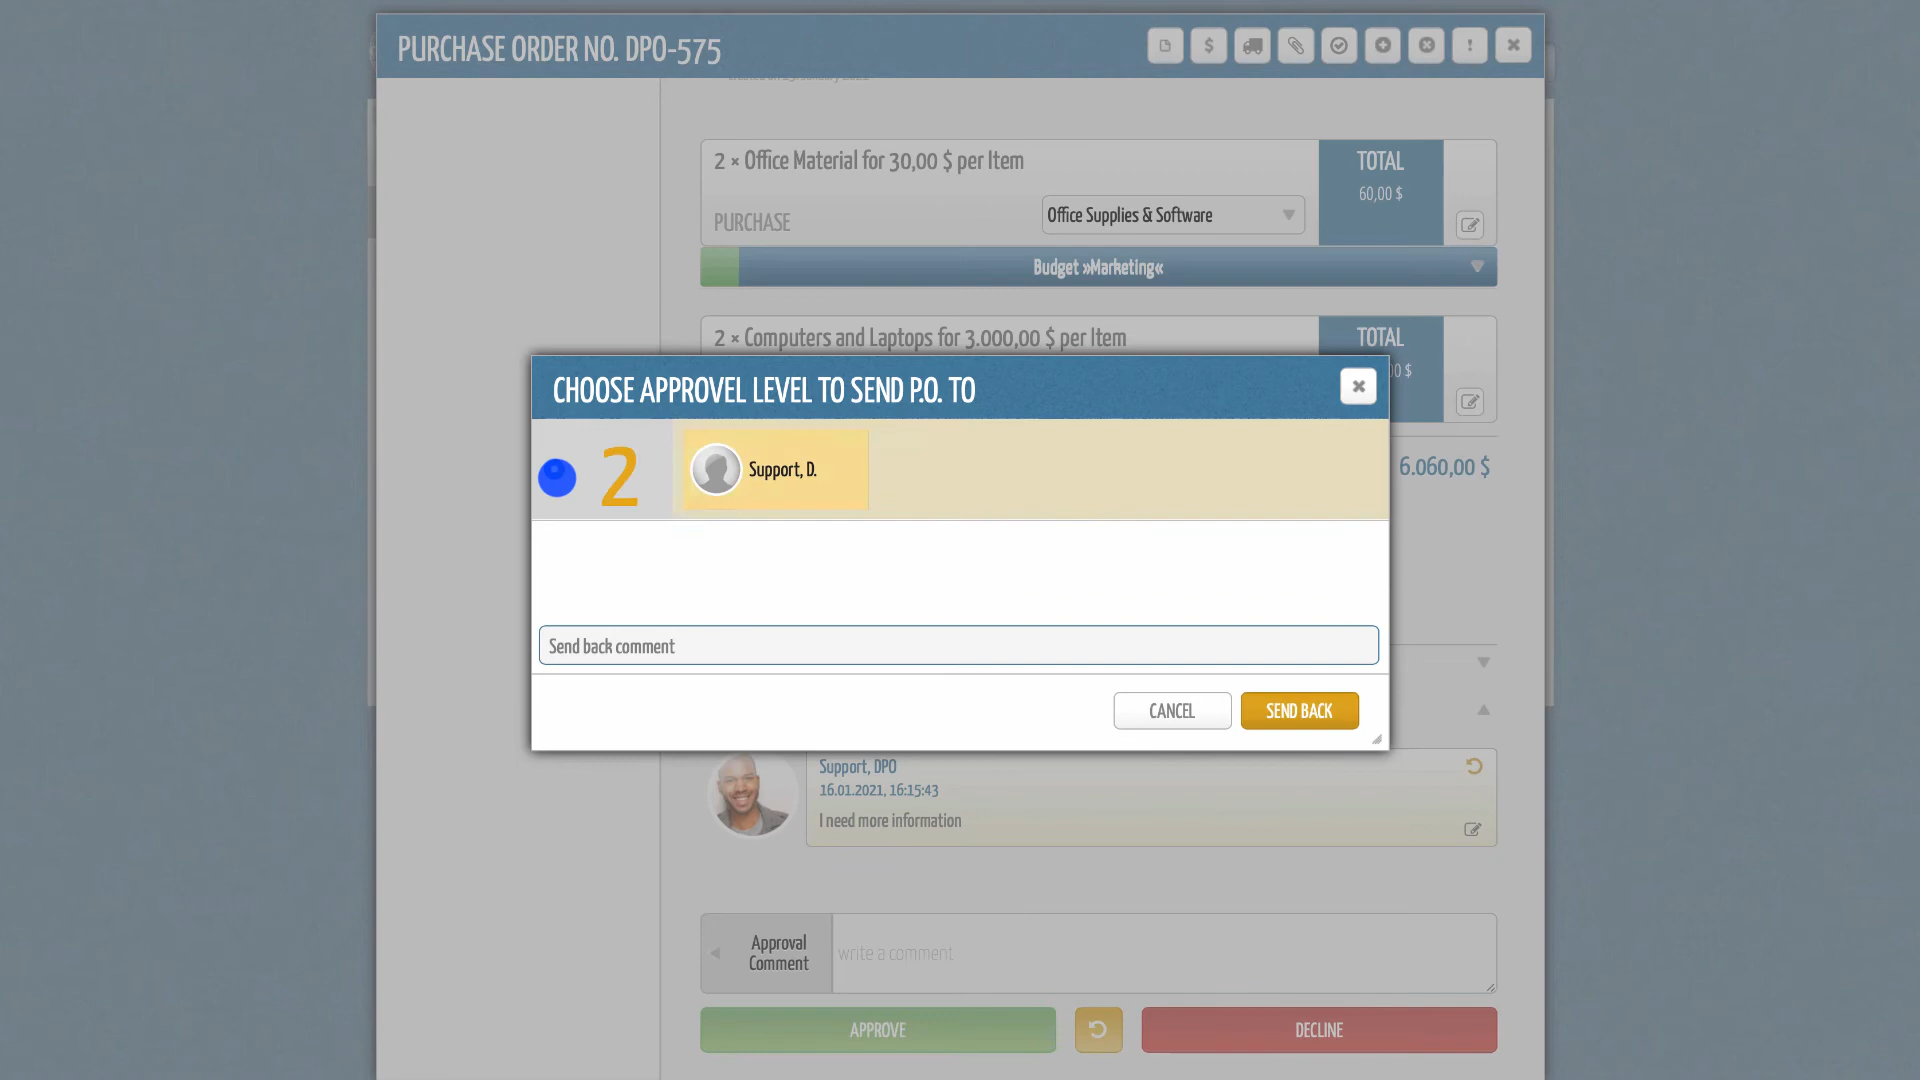 PURCHASE ORDER NO. DPO-575
$
!
2 × Office Material for 30,00 $ per Item
TOTAL
60,00 $
PURCHASE
Office Supplies & Software
Budget »Marketing«
2 × Computers and Laptops for 3.000,00 $ per Item
TOTAL
00 $
CHOOSE APPROVEL LEVEL TO SEND P.O. TO
2
Support, D.
6.060,00 $
Send back comment
CANCEL
SEND BACK
Support, DPO
16.01.2021, 16:15:43
I need more information
Approval
Comment
write a comment
APPROVE
DECLINE